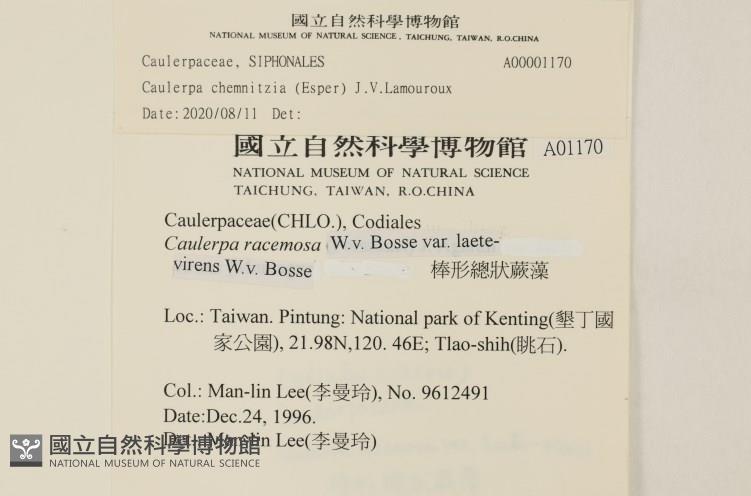 國立自然科學博物館
NATIONAL MUSEUM OF NATURAL SCIENCE, TAICHUNG, TAIWAN, R.O.CHINA
Caulerpaceae, SIPHONALES A00001170
Caulerpa chemnitzia (Esper) J.V.Lamouroux
Date:2020/08/11 Det:
國立自然科學博物館 A01170
NATIONAL MUSEUM OF NATURAL SCIENCE
TAICHUNG, TAIWAN, R.O.CHINA
Caulerpaceae(CHLO.), Codiales
Caulerpa racemosa W.v. Bosse var. laete-
virens W.v. Bosse 棒形總狀蕨藻
Loc.: Taiwan. Pintung: National park of Kenting(墾丁國
家公園), 21.98N,120. 46E; Tlao-shih(眺石).
Col.: Man-lin Lee(李曼玲), No. 9612491
Date:Dec.24, 1996.
Det.: Man-lin Lee(李曼玲)
國立自然科學博物館
NATIONAL MUSEUM OF NATURAL SCIENCE